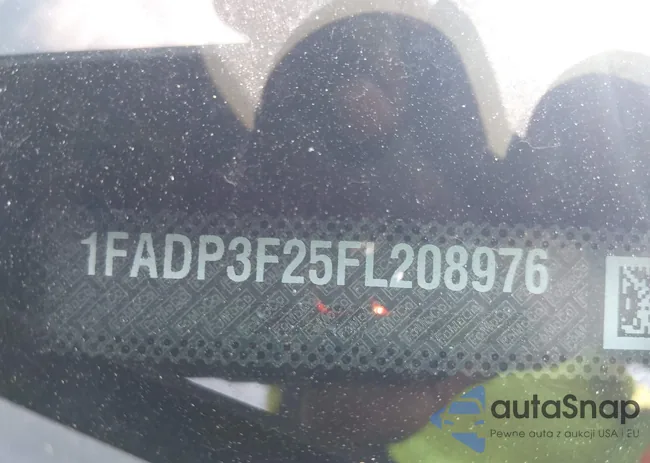 1FADP3F25FL208976
autaSnap
Pewne auta z aukcji USA i EU